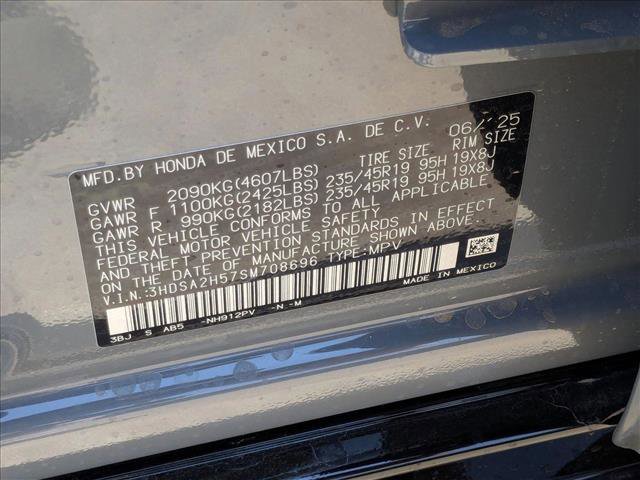 MFD.BY HONDA DE MEXICO S.A. DE C.V. 06/'25
TIRE SIZE RIM SIZE
GVWR 2090KG(4607LBS)
GAWR F 1100KG(2425LBS) 235/45R19 95H 19X8J
GAWR R 990KG(2182LBS) 235/45R19 95H 19X8J
THIS VEHICLE CONFORMS TO ALL APPLICABLE
FEDERAL MOTOR VEHICLE SAFETY
STANDARDS IN EFFECT ON THE ABOVE
DATE OF MANUFACTURE SHOWN ABOVE.
V.I.N.:3HDSA2H57SM708696 TYPE:MPV
MADE IN MEXICO
3BJ S AB5 -NH912PV -N -M